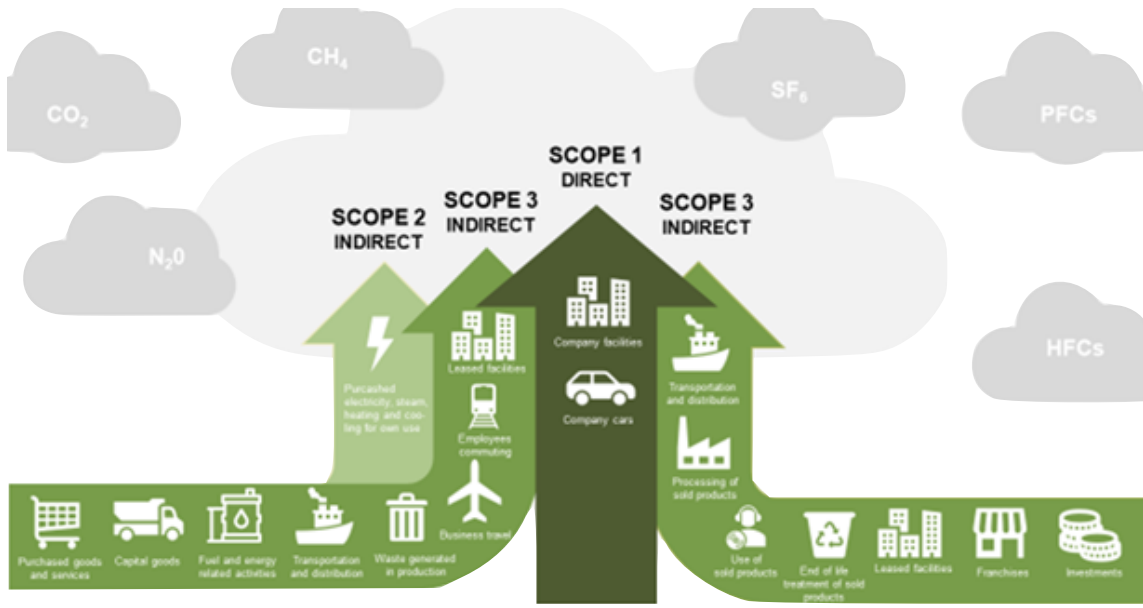 CH₄
SF₆
CO₂
PFCs
SCOPE 1
DIRECT
SCOPE 3
INDIRECT
SCOPE 3
INDIRECT
SCOPE 2
INDIRECT
N₂0
HFCs
Company facilities
Leased facilities
Purcashed
electricity, steam,
heating and coo-
ling for own use
Transportation
and distribution
Company cars
Employees
commuting
Processing of
sold products
Business travel
Purchased goods
and services
Capital goods
Fuel and energy
related activities
Transportation
and distribution
Waste generated
in production
Use of
sold products
End of life
treatment of sold
products
Leased facilities
Franchises
Investments